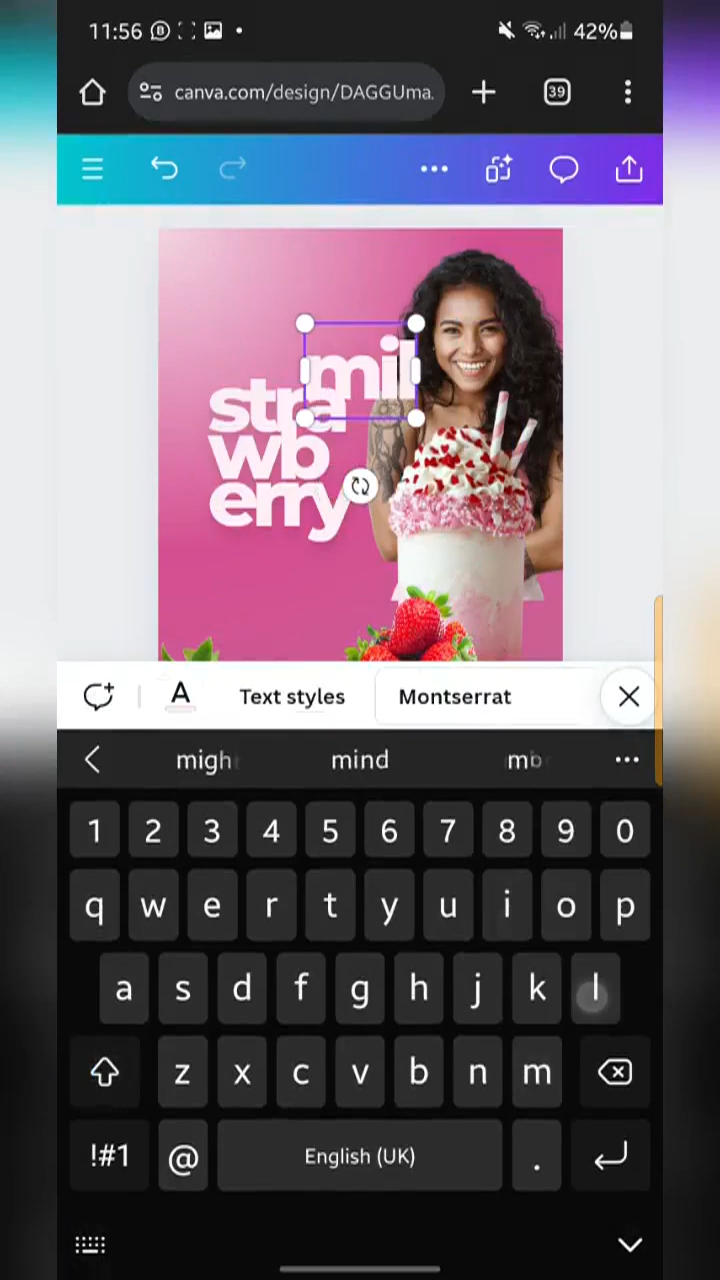 11:56
42%
canva.com/design/DAGGUma.
39
mil
stra
wb
erry
A
Text styles
Montserrat
migh
mind
1 2 3 4 5 6 7 8 9 0
q w e r t y u i o p
a s d f g h j k l
z x c v b n m
!#1 @ English (UK) .